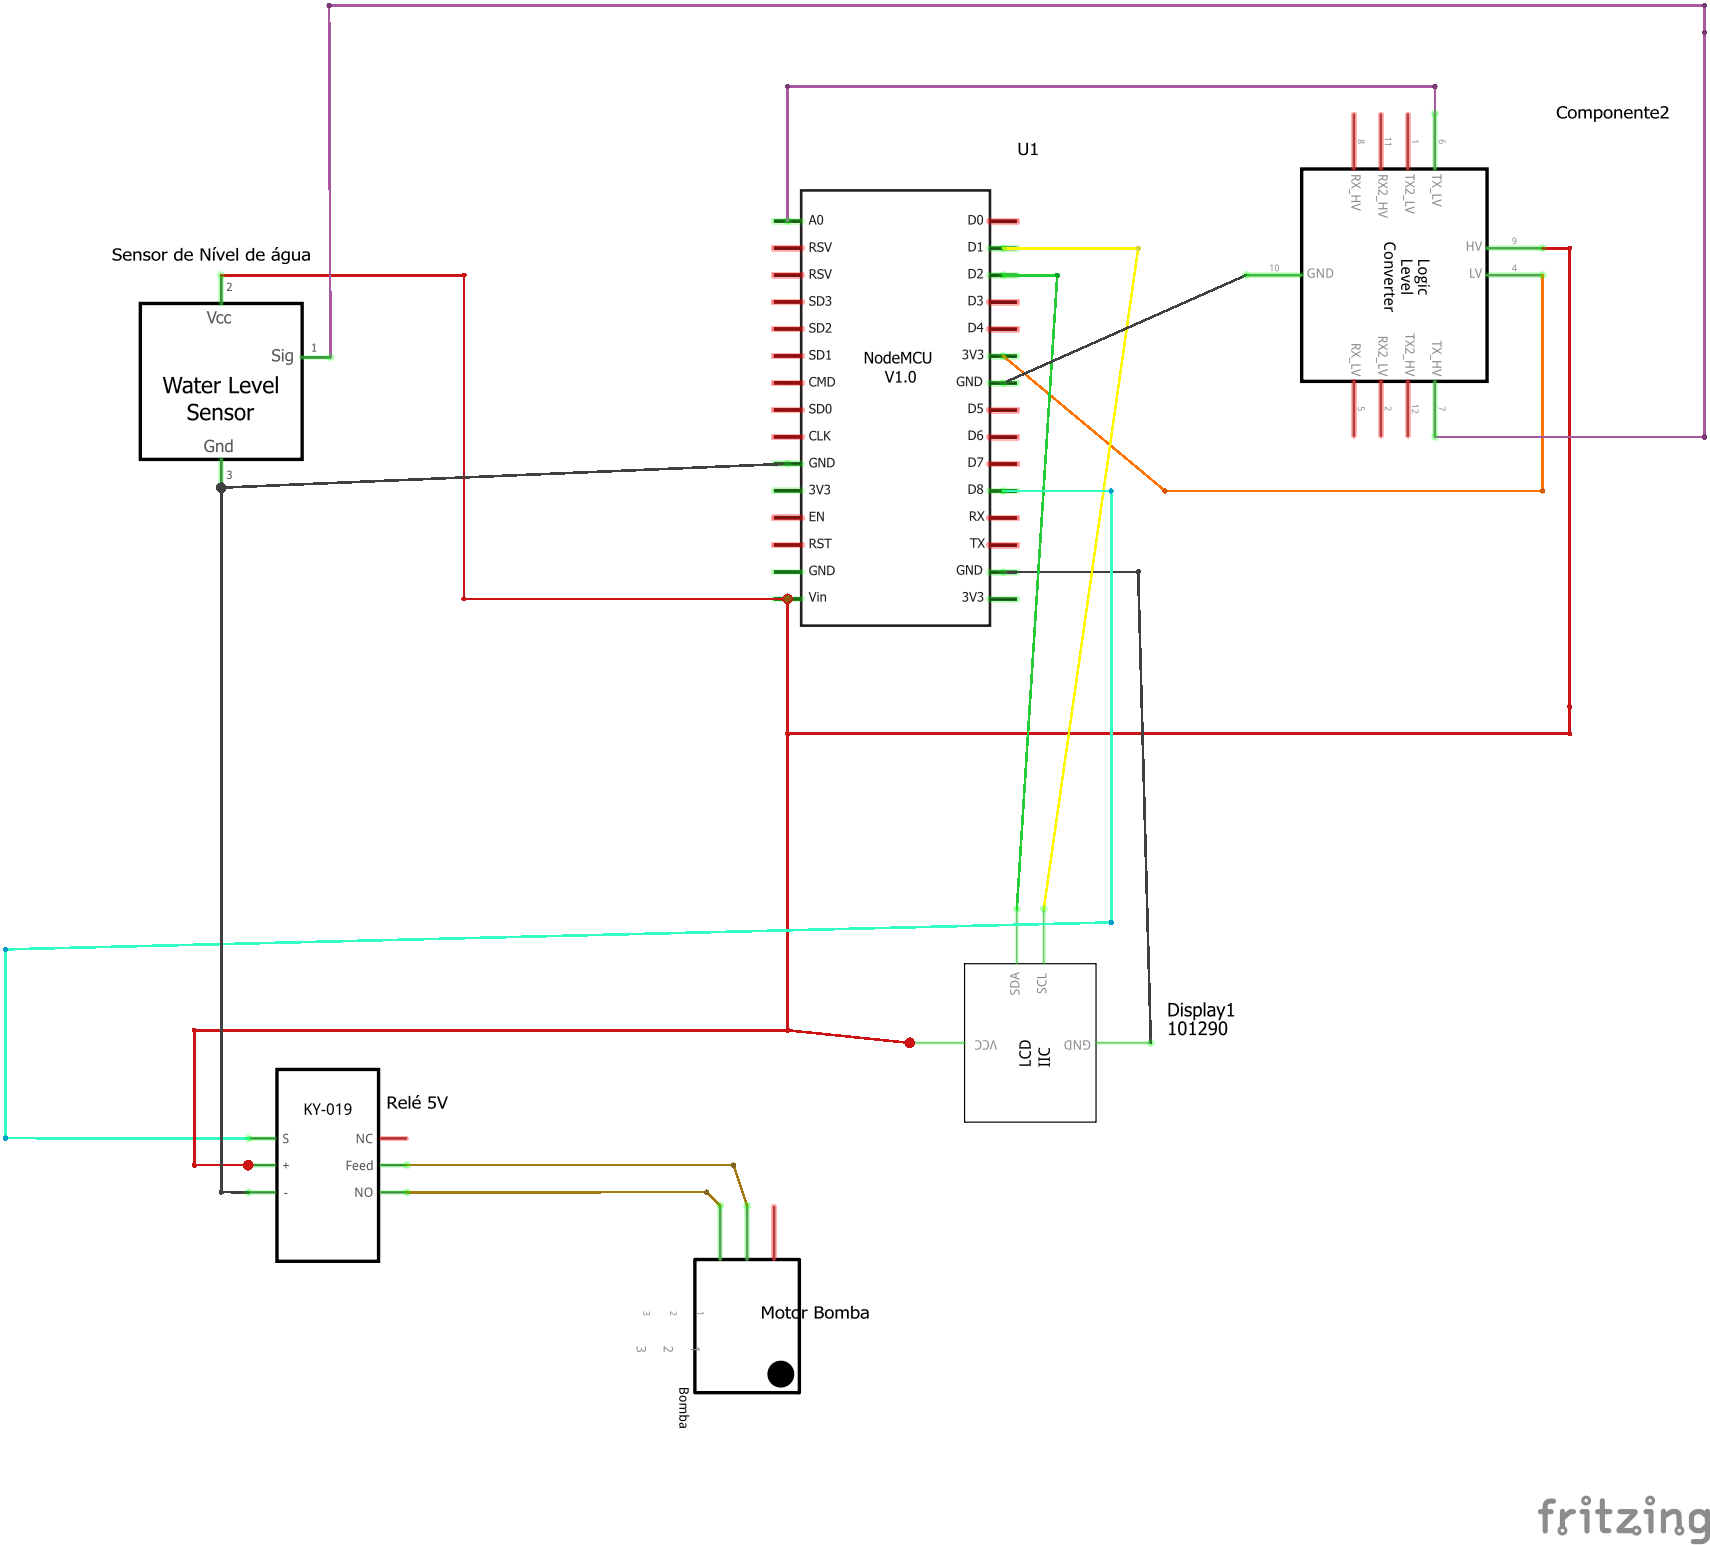 Componente2
U1
8
11
1
6
RX_HV
RX2_HV
TX2_LV
TX_LV
HV
9
LV
4
10
GND
Logic
Level
Converter
RX_LV
RX2_LV
TX2_HV
TX_HV
5
2
12
7
Sensor de Nível de água
2
Vcc
Sig
1
Water Level
Sensor
Gnd
3
A0
RSV
RSV
SD3
SD2
SD1
CMD
SD0
CLK
GND
3V3
EN
RST
GND
Vin
NodeMCU
V1.0
D0
D1
D2
D3
D4
3V3
GND
D5
D6
D7
D8
RX
TX
GND
3V3
SDA
SCL
VCC
GND
LCD
IIC
Display1
101290
KY-019
Relé 5V
S
+
-
NC
Feed
NO
3
2
1
3
2
1
Motor Bomba
Bomba
fritzing